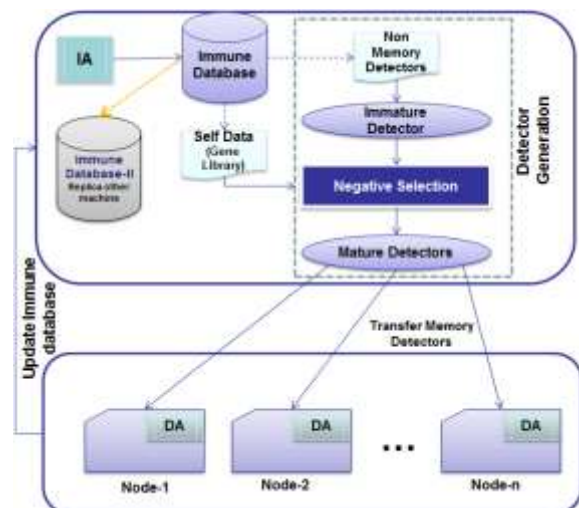 IA
Immune
Database
Non
Memory
Detectors
Immature
Detector
Self Data
(Gene
Library)
Immune
Database-II
Replica other
machine
Negative Selection
Mature Detectors
Detector
Generation
Update Immune
database
Transfer Memory
Detectors
DA
DA
...
DA
Node-1
Node-2
Node-n